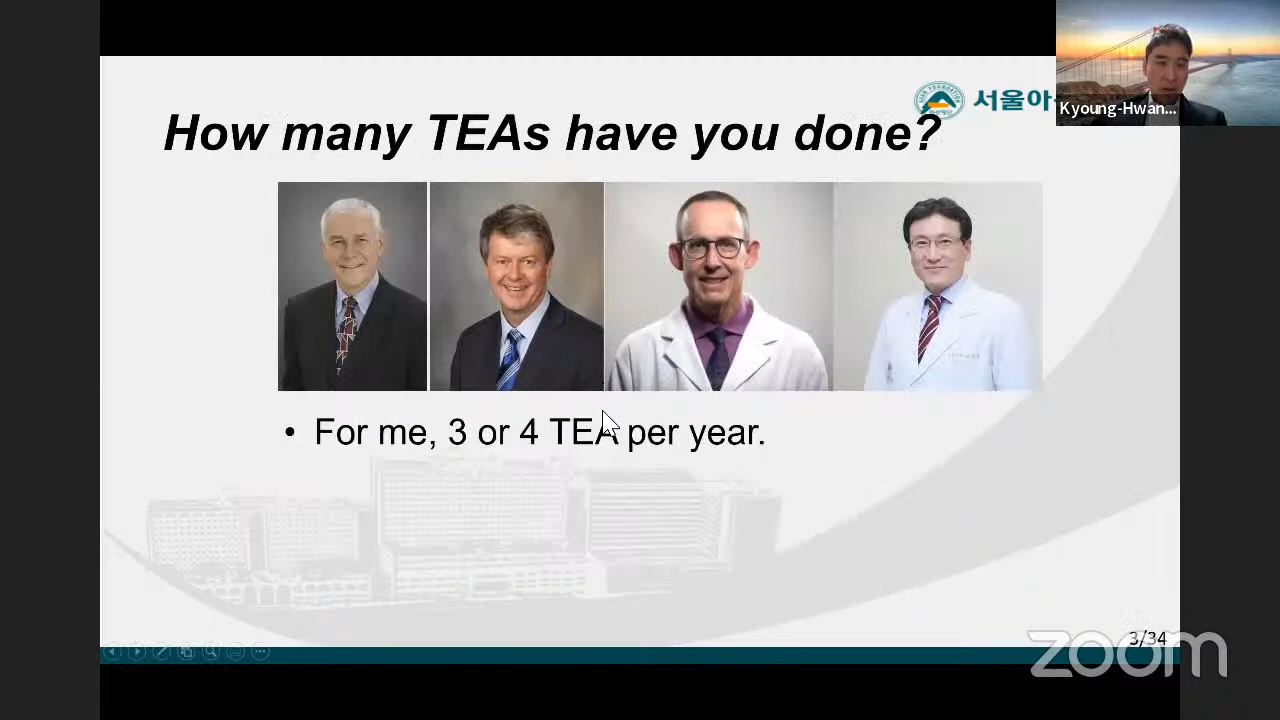 서울아
Kyoung-Hwan...
How many TEAs have you done?
• For me, 3 or 4 TEA per year.
3/34
zoom